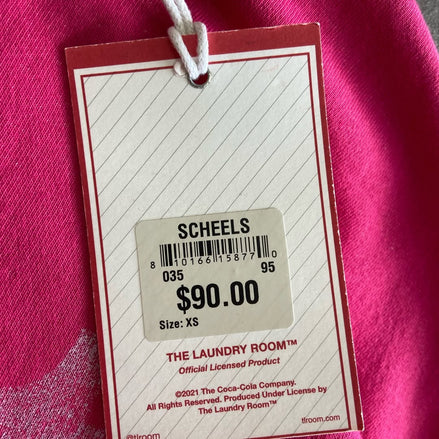 SCHEELS
8 10166 15877 0
035 95
$90.00
Size: XS
THE LAUNDRY ROOM™
Official Licensed Product
©2021 The Coca-Cola Company.
All Rights Reserved. Produced Under License by
The Laundry Room™
@tlroom tlroom.com